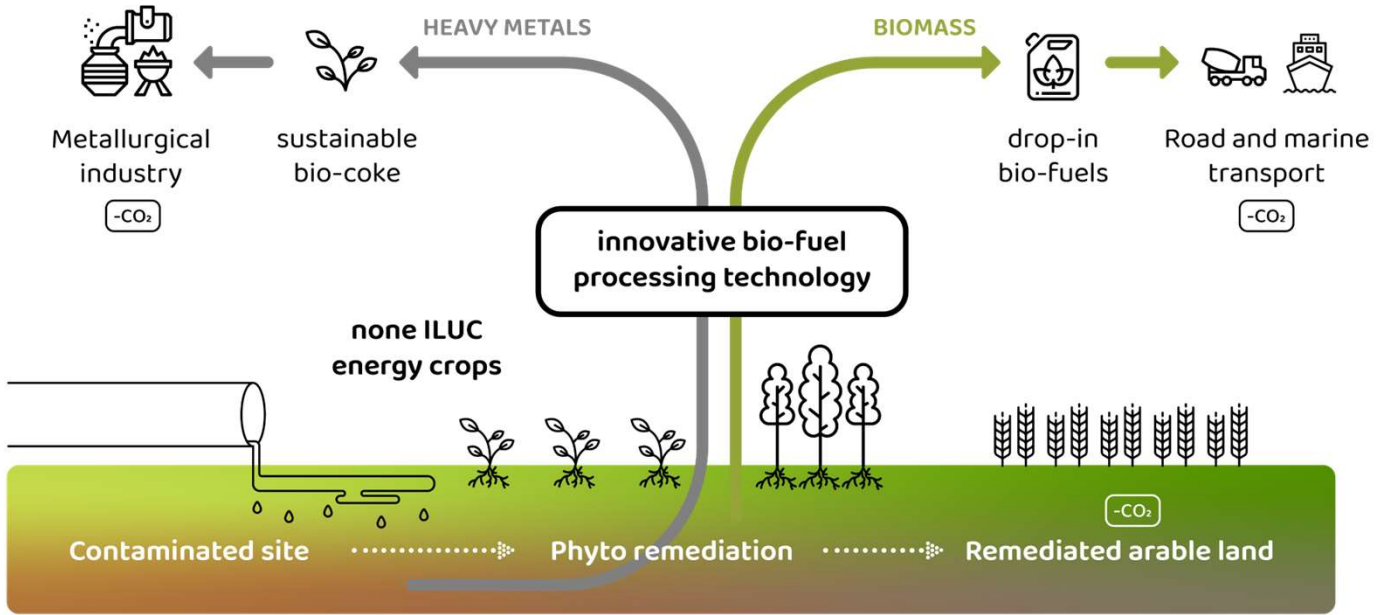 HEAVY METALS
BIOMASS
Metallurgical
industry
-CO₂
sustainable
bio-coke
drop-in
bio-fuels
Road and marine
transport
-CO₂
innovative bio-fuel
processing technology
none ILUC
energy crops
-CO₂
Contaminated site
Phyto remediation
Remediated arable land